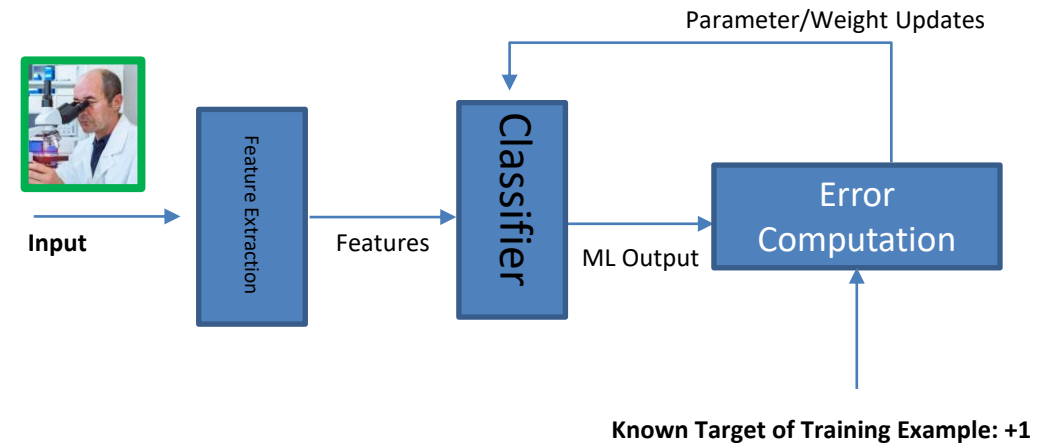 Parameter/Weight Updates
Feature Extraction
Classifier
Error
Computation
Input
Features
ML Output
Known Target of Training Example: +1